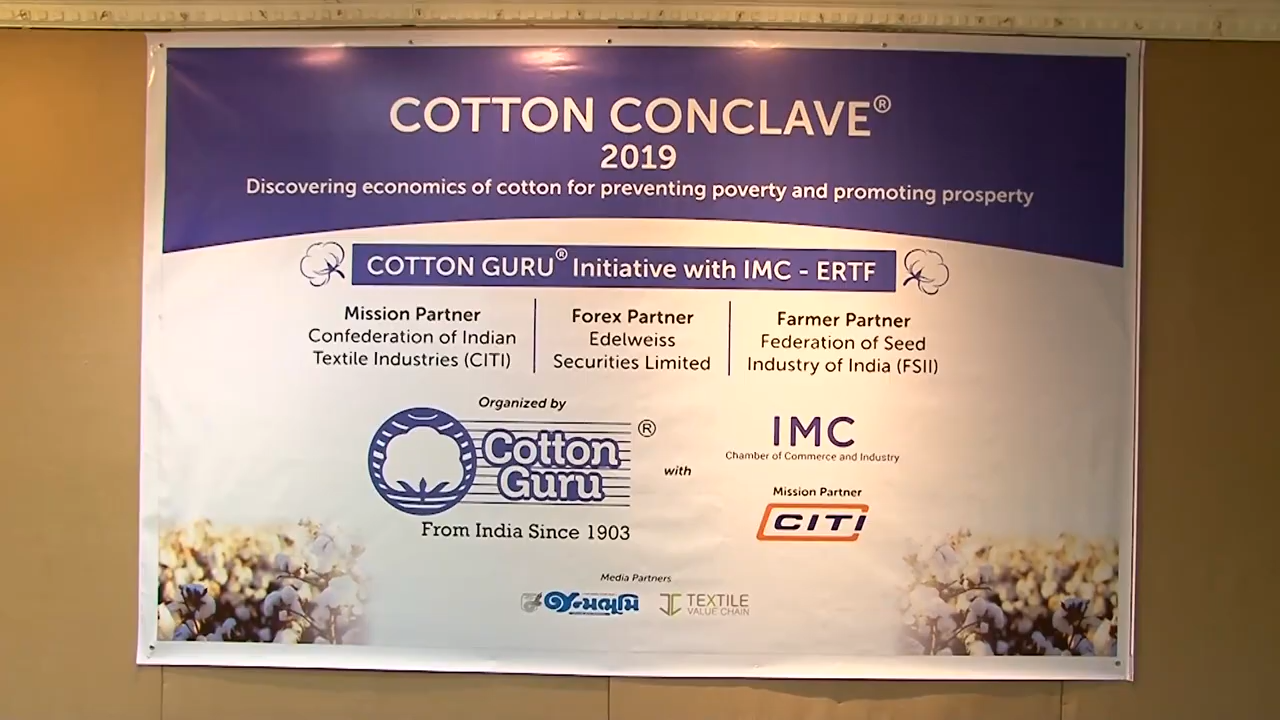 COTTON CONCLAVE®
2019
Discovering economics of cotton for preventing poverty and promoting prosperty
COTTON GURU® Initiative with IMC - ERTF
Mission Partner
Confederation of Indian
Textile Industries (CITI)
Forex Partner
Edelweiss
Securities Limited
Farmer Partner
Federation of Seed
Industry of India (FSII)
Organized by
Cotton
Guru
®
From India Since 1903
with
IMC
Chamber of Commerce and Industry
Mission Partner
CITI
Media Partners
જન્મભૂમિ
TEXTILE
VALUE CHAIN